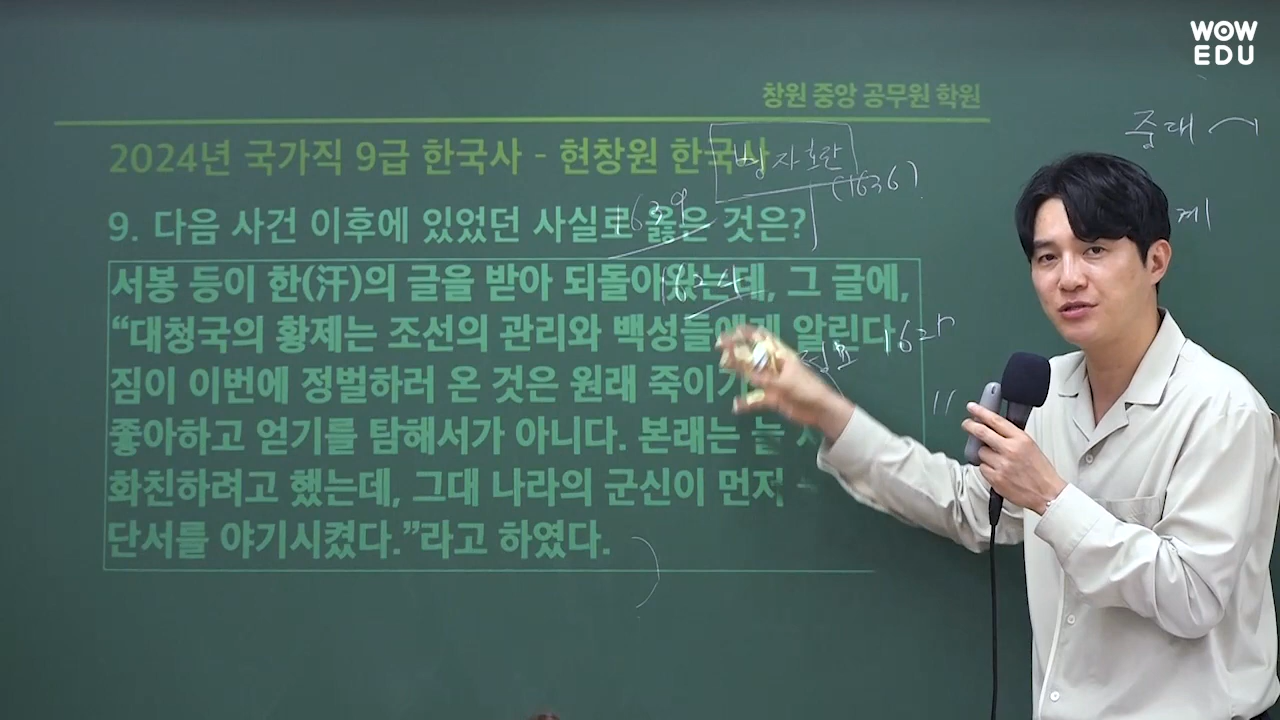 WOW
EDU
창원 중앙 공무원 학원
2024년 국가직 9급 한국사 - 현창원 한국사
병자호란
(1636)
9. 다음 사건 이후에 있었던 사실로 옳은 것은?
1639
서봉 등이 한(汗)의 글을 받아 되돌아왔는데, 그 글에,
1624
“대청국의 황제는 조선의 관리와 백성들에게 알린다
정묘 1627
짐이 이번에 정벌하러 온 것은 원래 죽이기
좋아하고 얻기를 탐해서가 아니다. 본래는 늘
화친하려고 했는데, 그대 나라의 군신이 먼저
단서를 야기시켰다.”라고 하였다.